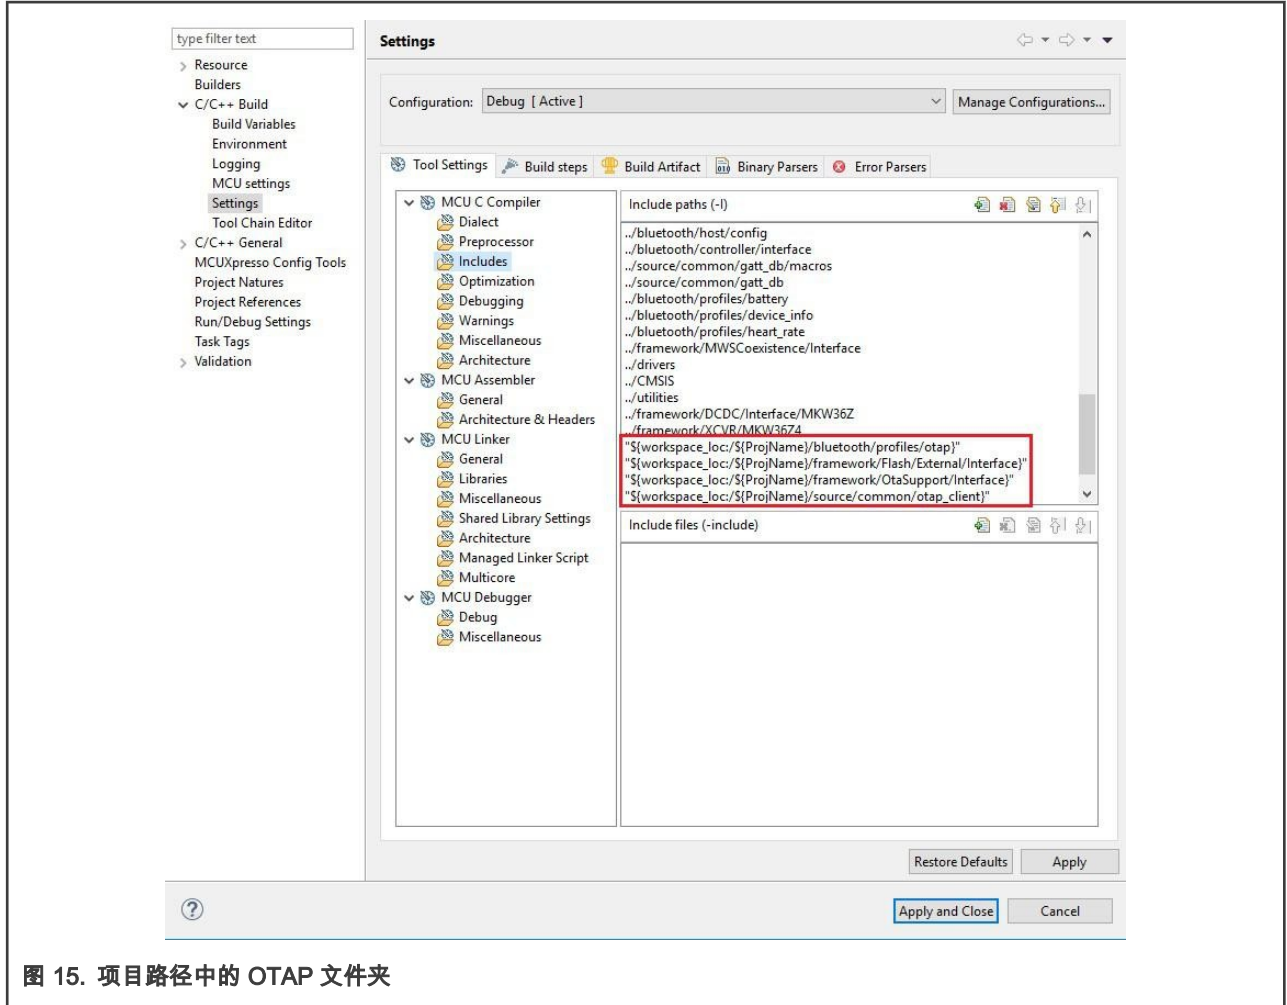 type filter text
Resource
Builders
C/C++ Build
Build Variables
Environment
Logging
MCU settings
Settings
Tool Chain Editor
C/C++ General
MCUXpresso Config Tools
Project Natures
Project References
Run/Debug Settings
Task Tags
Validation
Settings
Configuration: Debug [ Active ] Manage Configurations...
Tool Settings Build steps Build Artifact Binary Parsers Error Parsers
MCU C Compiler
Dialect
Preprocessor
Includes
Optimization
Debugging
Warnings
Miscellaneous
Architecture
MCU Assembler
General
Architecture & Headers
MCU Linker
General
Libraries
Miscellaneous
Shared Library Settings
Architecture
Managed Linker Script
Multicore
MCU Debugger
Debug
Miscellaneous
Include paths (-I)
../bluetooth/host/config
../bluetooth/controller/interface
../source/common/gatt_db/macros
../source/common/gatt_db
../bluetooth/profiles/battery
../bluetooth/profiles/device_info
../bluetooth/profiles/heart_rate
../framework/MWSCoexistence/Interface
../drivers
../CMSIS
../utilities
../framework/DCDC/Interface/MKW36Z
../framework/XCVR/MKW36Z4
"${workspace_loc:/${ProjName}/bluetooth/profiles/otap}"
"${workspace_loc:/${ProjName}/framework/Flash/External/Interface}"
"${workspace_loc:/${ProjName}/framework/OtaSupport/Interface}"
"${workspace_loc:/${ProjName}/source/common/otap_client}"
Include files (-include)
Restore Defaults Apply
Apply and Close Cancel
图 15. 项目路径中的 OTAP 文件夹